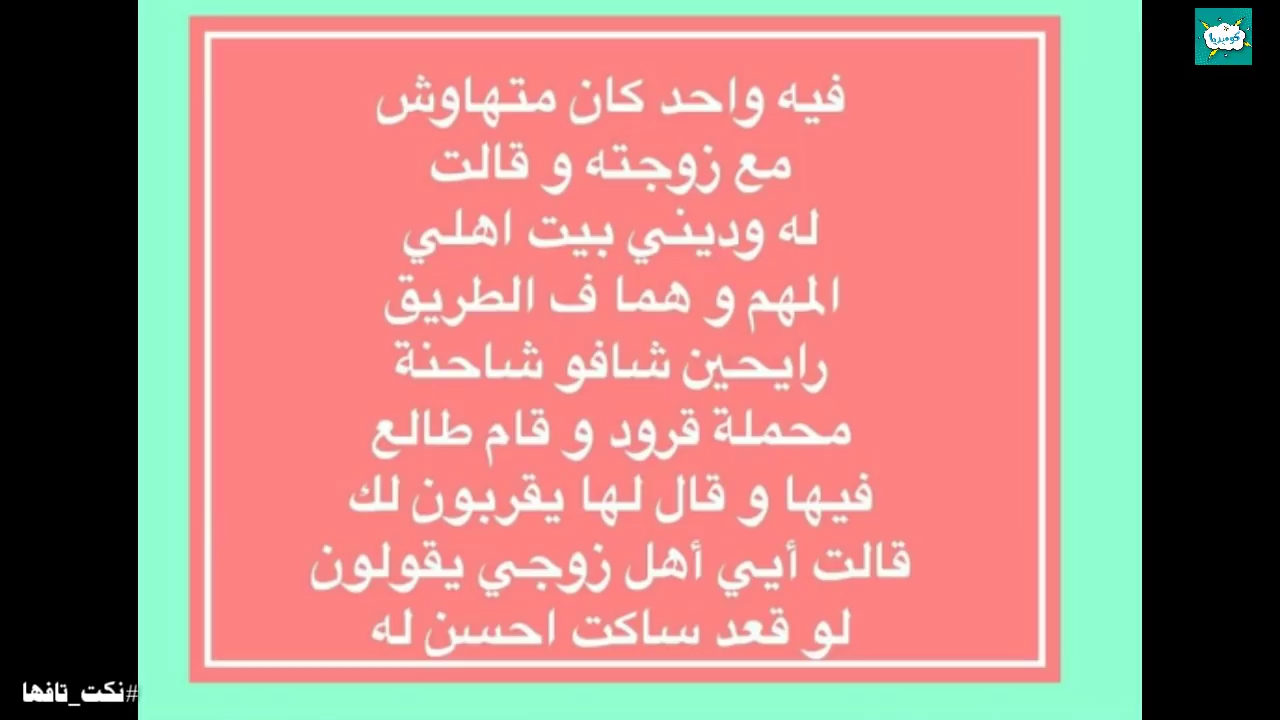 كوميديا
فيه واحد كان متهاوش
مع زوجته و قالت
له وديني بيت اهلي
المهم و هما ف الطريق
رايحين شافو شاحنة
محملة قرود و قام طالع
فيها و قال لها يقربون لك
قالت أيي أهل زوجي يقولون
لو قعد ساكت احسن له
#نكت_تافها